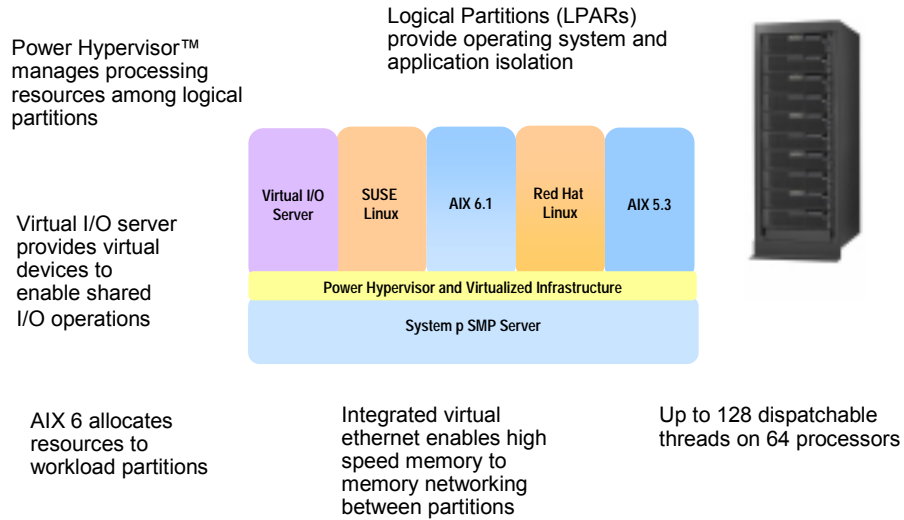 Logical Partitions (LPARs)
provide operating system and
application isolation
Power Hypervisor™
manages processing
resources among logical
partitions
Virtual I/O
Server
SUSE
Linux
AIX 6.1
Red Hat
Linux
AIX 5.3
Virtual I/O server
provides virtual
devices to
enable shared
I/O operations
Power Hypervisor and Virtualized Infrastructure
System p SMP Server
AIX 6 allocates
resources to
workload partitions
Integrated virtual
ethernet enables high
speed memory to
memory networking
between partitions
Up to 128 dispatchable
threads on 64 processors